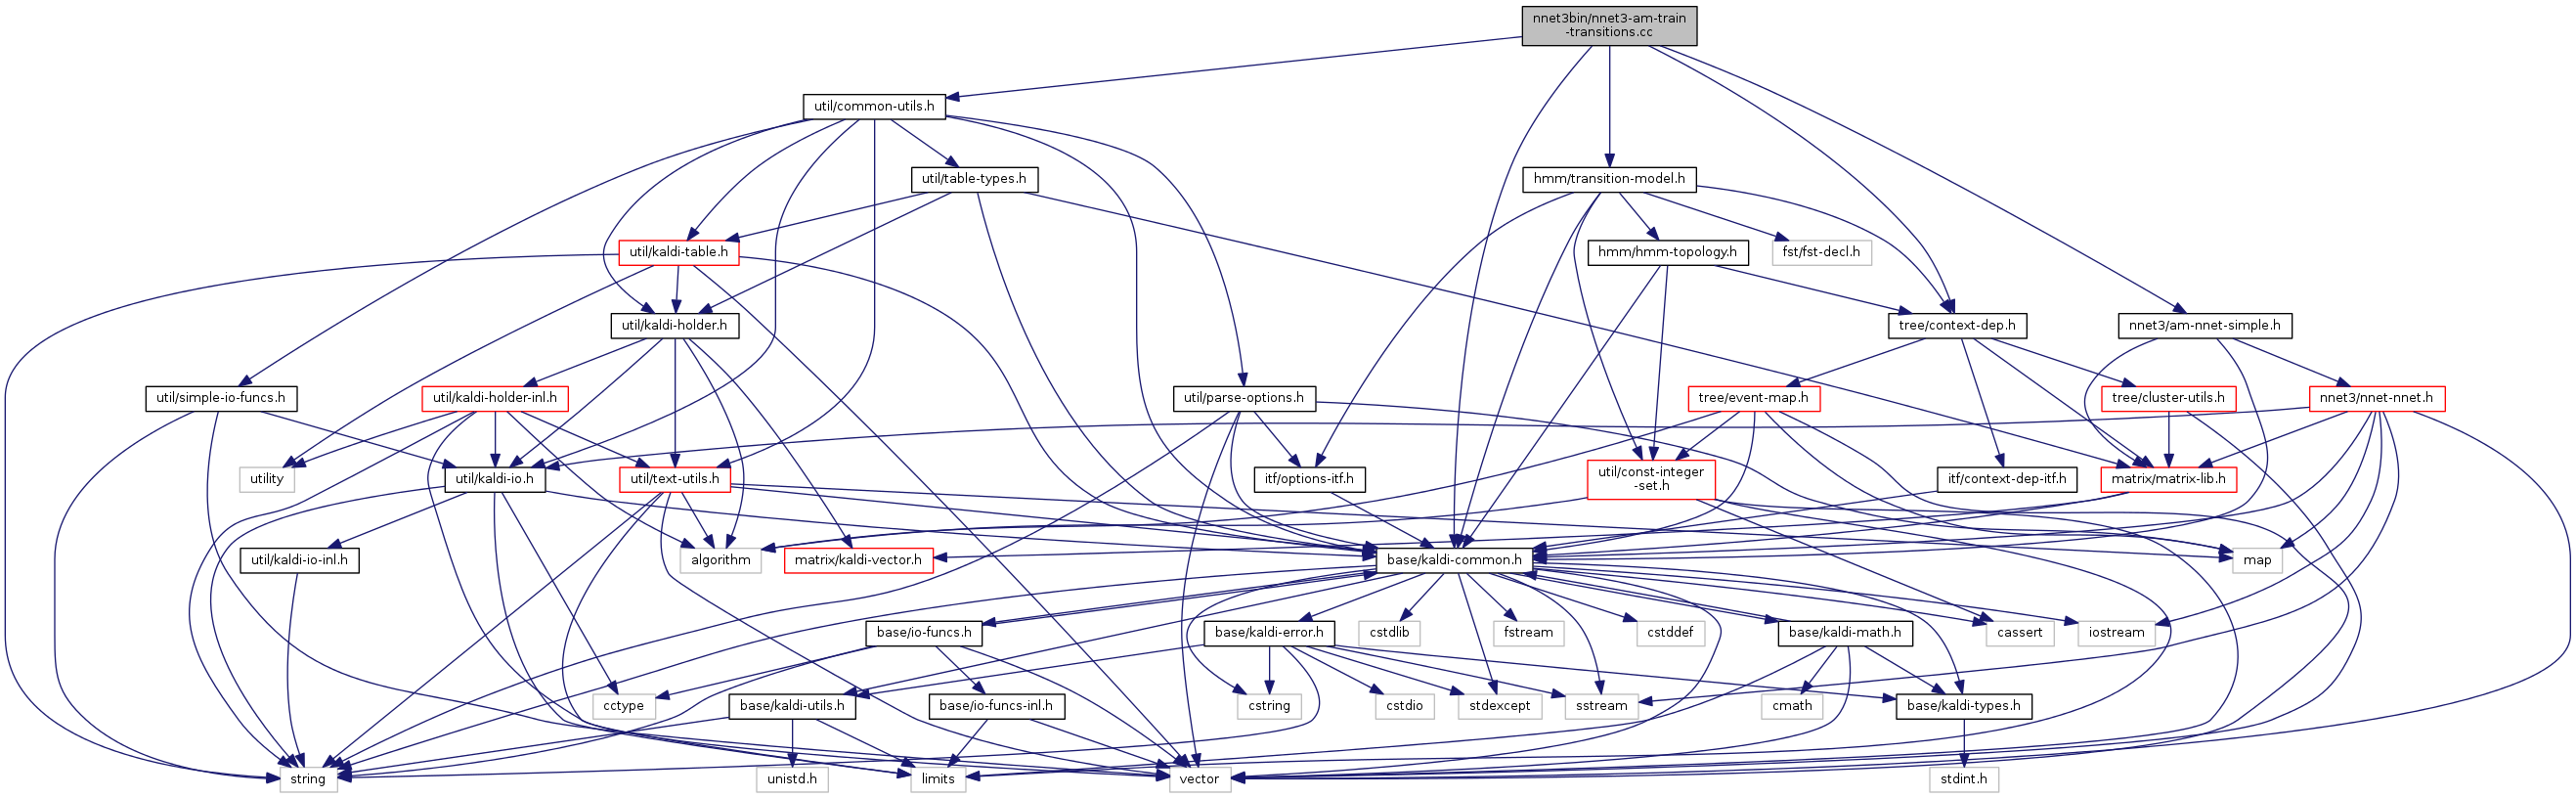 nnet3bin/nnet3-am-train
-transitions.cc
util/common-utils.h
util/table-types.h
hmm/transition-model.h
util/kaldi-table.h
hmm/hmm-topology.h
fst/fst-decl.h
util/kaldi-holder.h
tree/context-dep.h
nnet3/am-nnet-simple.h
util/simple-io-funcs.h
util/kaldi-holder-inl.h
util/parse-options.h
tree/event-map.h
tree/cluster-utils.h
nnet3/nnet-nnet.h
utility
util/kaldi-io.h
util/text-utils.h
itf/options-itf.h
util/const-integer
-set.h
itf/context-dep-itf.h
matrix/matrix-lib.h
util/kaldi-io-inl.h
algorithm
matrix/kaldi-vector.h
base/kaldi-common.h
map
base/io-funcs.h
base/kaldi-error.h
cstdlib
fstream
cstddef
base/kaldi-math.h
cassert
iostream
cctype
base/kaldi-utils.h
base/io-funcs-inl.h
cstring
cstdio
stdexcept
sstream
cmath
base/kaldi-types.h
string
unistd.h
limits
vector
stdint.h